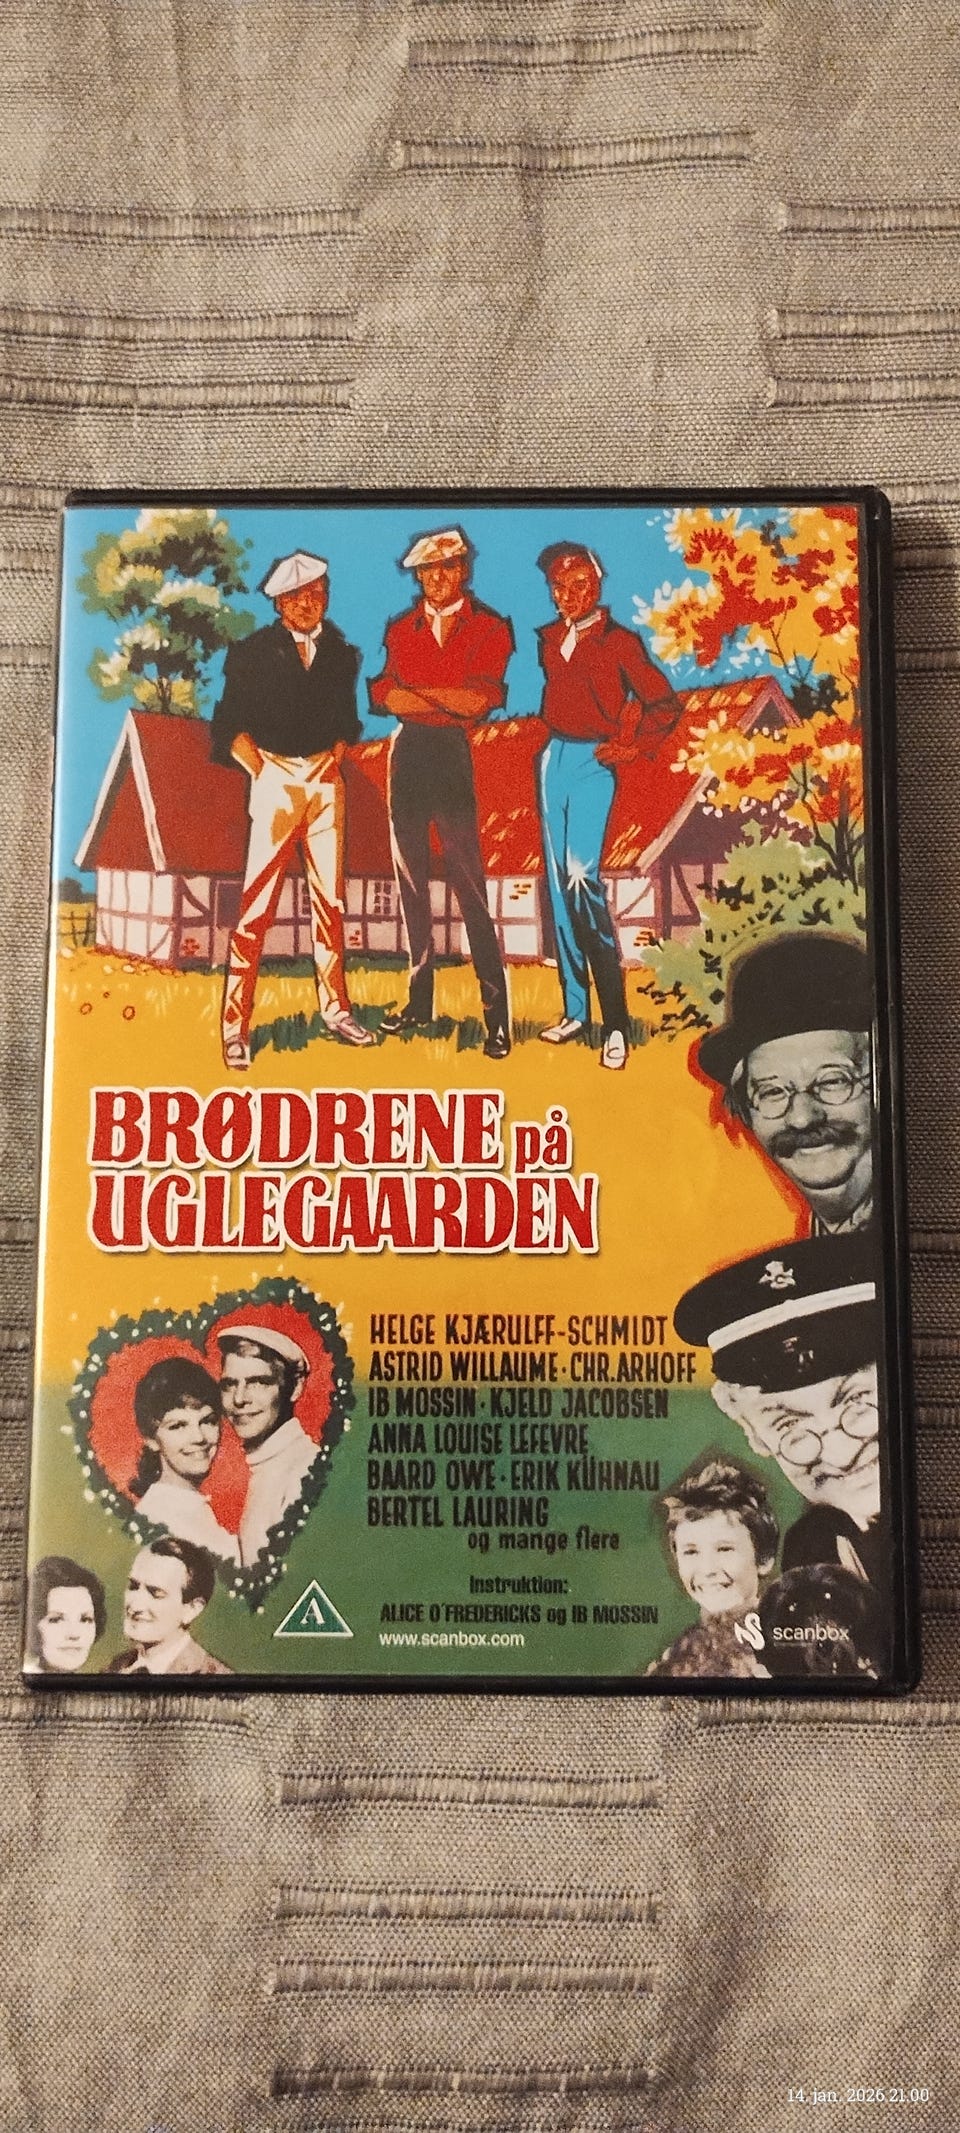 BRØDRENE på
UGLEGAARDEN
HELGE KJÆRULFF-SCHMIDT
ASTRID WILLAUME · CHR. ARHOFF
IB MOSSIN · KJELD JACOBSEN
ANNA LOUISE LEFEVRE
BAARD OWE · ERIK KÜHNAU
BERTEL LAURING
og mange flere
Instruktion:
ALICE O'FREDERICKS og IB MOSSIN
www.scanbox.com
A
scanbox
14. jan. 2026 21.00